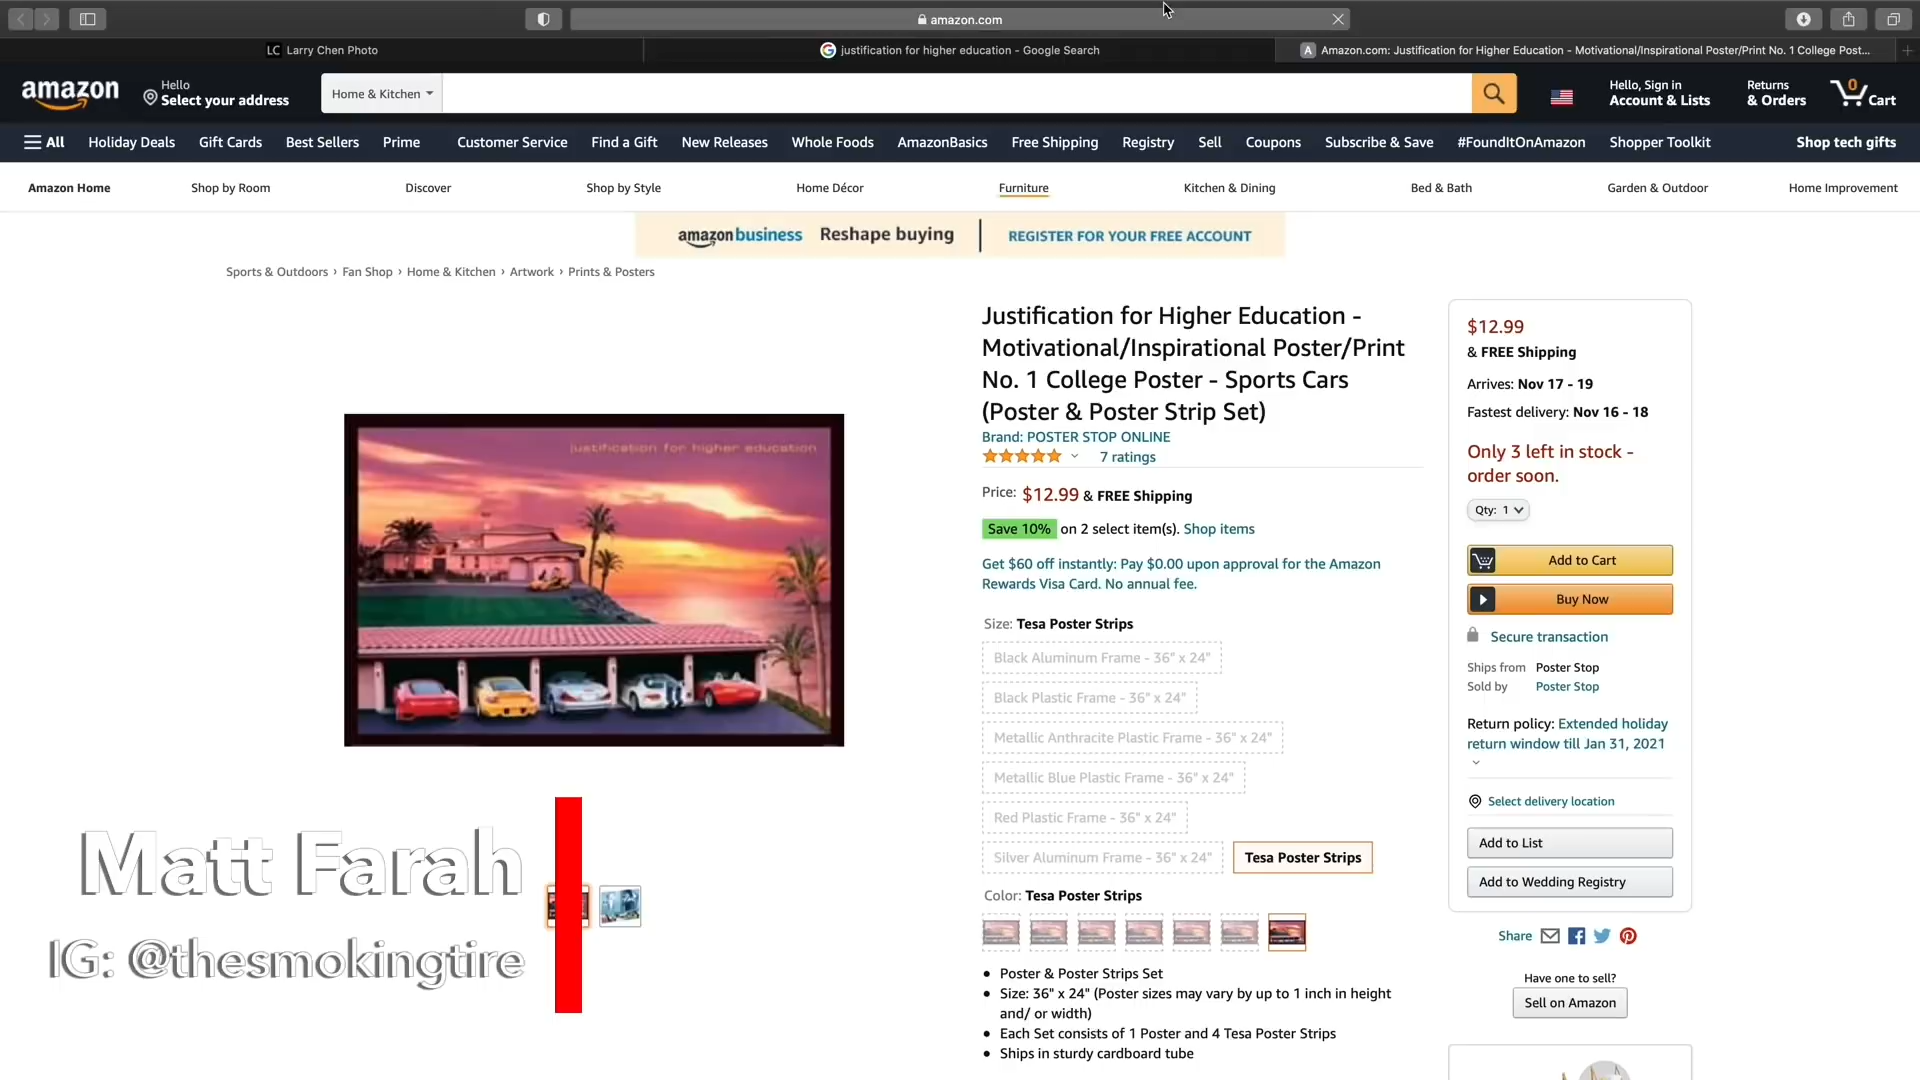 amazon.com
LC Larry Chen Photo
justification for higher education - Google Search
A Amazon.com: Justification for Higher Education - Motivational/Inspirational Poster/Print No. 1 College Post...
amazon
Hello
Select your address
Home & Kitchen
Hello, Sign in
Account & Lists
Returns
& Orders
0
Cart
All
Holiday Deals
Gift Cards
Best Sellers
Prime
Customer Service
Find a Gift
New Releases
Whole Foods
AmazonBasics
Free Shipping
Registry
Sell
Coupons
Subscribe & Save
#FoundItOnAmazon
Shopper Toolkit
Shop tech gifts
Amazon Home
Shop by Room
Discover
Shop by Style
Home Décor
Furniture
Kitchen & Dining
Bed & Bath
Garden & Outdoor
Home Improvement
amazon business Reshape buying | REGISTER FOR YOUR FREE ACCOUNT
Sports & Outdoors › Fan Shop › Home & Kitchen › Artwork › Prints & Posters
justification for higher education
Justification for Higher Education -
Motivational/Inspirational Poster/Print
No. 1 College Poster - Sports Cars
(Poster & Poster Strip Set)
Brand: POSTER STOP ONLINE
7 ratings
Price: $12.99 & FREE Shipping
Save 10% on 2 select item(s). Shop items
Get $60 off instantly: Pay $0.00 upon approval for the Amazon
Rewards Visa Card. No annual fee.
Size: Tesa Poster Strips
Black Aluminum Frame - 36" x 24"
Black Plastic Frame - 36" x 24"
Metallic Anthracite Plastic Frame - 36" x 24"
Metallic Blue Plastic Frame - 36" x 24"
Red Plastic Frame - 36" x 24"
Silver Aluminum Frame - 36" x 24"
Tesa Poster Strips
Color: Tesa Poster Strips
Poster & Poster Strips Set
Size: 36" x 24" (Poster sizes may vary by up to 1 inch in height
and/ or width)
Each Set consists of 1 Poster and 4 Tesa Poster Strips
Ships in sturdy cardboard tube
$12.99
& FREE Shipping
Arrives: Nov 17 - 19
Fastest delivery: Nov 16 - 18
Only 3 left in stock -
order soon.
Qty: 1
Add to Cart
Buy Now
Secure transaction
Ships from Poster Stop
Sold by Poster Stop
Return policy: Extended holiday
return window till Jan 31, 2021
Select delivery location
Add to List
Add to Wedding Registry
Share
Have one to sell?
Sell on Amazon
Matt Farah
IG: @thesmokingtire